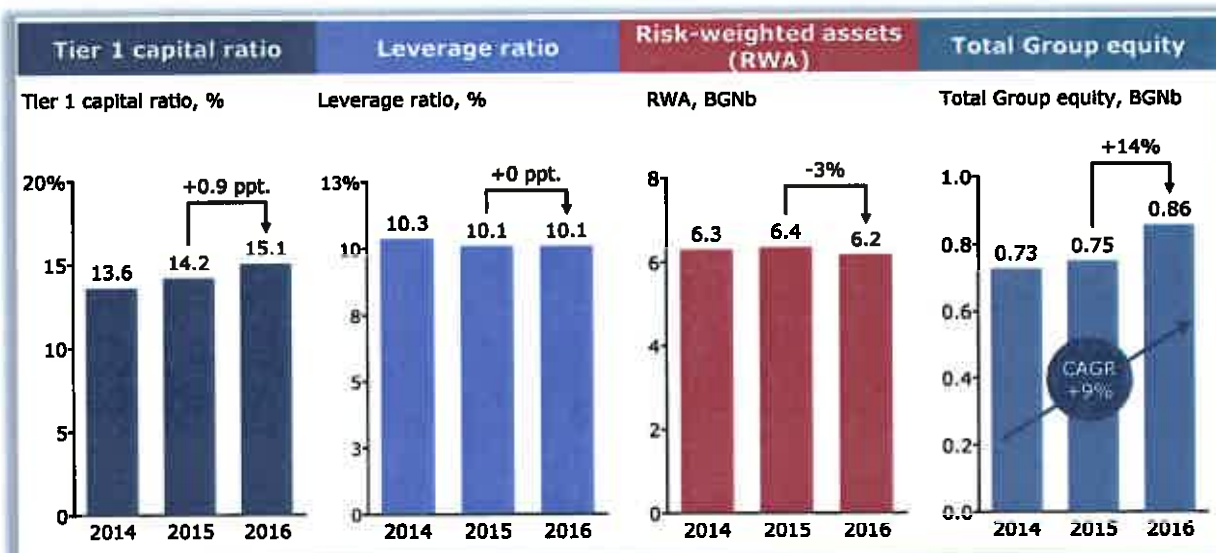 Tier 1 capital ratio
Tier 1 capital ratio, %
20%
15
10
5
0
+0.9 ppt.
13.6
14.2
15.1
2014 2015 2016
Leverage ratio
Leverage ratio, %
13%
10
8
5
3
0
+0 ppt.
10.3
10.1
10.1
2014 2015 2016
Risk-weighted assets
(RWA)
RWA, BGNb
8
6
4
2
0
-3%
6.3
6.4
6.2
2014 2015 2016
Total Group equity
Total Group equity, BGNb
1.0
0.8
0.6
0.4
0.2
0.0
+14%
0.73
0.75
0.86
CAGR
+9%
2014 2015 2016